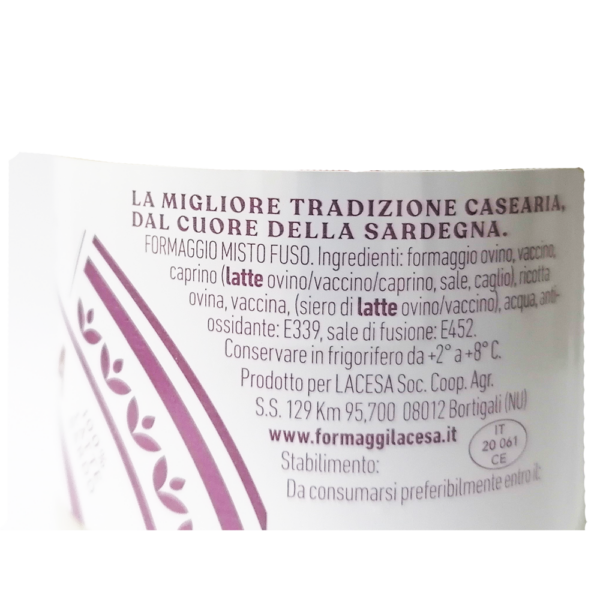 LA MIGLIORE TRADIZIONE CASEARIA,
DAL CUORE DELLA SARDEGNA.
FORMAGGIO MISTO FUSO. Ingredienti: formaggio ovino, vaccino,
caprino (latte ovino/vaccino/caprino, sale, caglio), ricotta
ovina, vaccina, (siero di latte ovino/vaccino), acqua, anti-
ossidante: E339, sale di fusione: E452.
Conservare in frigorifero da +2° a +8° C.
Prodotto per LACESA Soc. Coop. Agr.
S.S. 129 Km 95,700 08012 Bortigali (NU)
www.formaggilacesa.it
IT
20 061
CE
Stabilimento:
Da consumarsi preferibilmente entro il:
100%
LATTE
SARDO